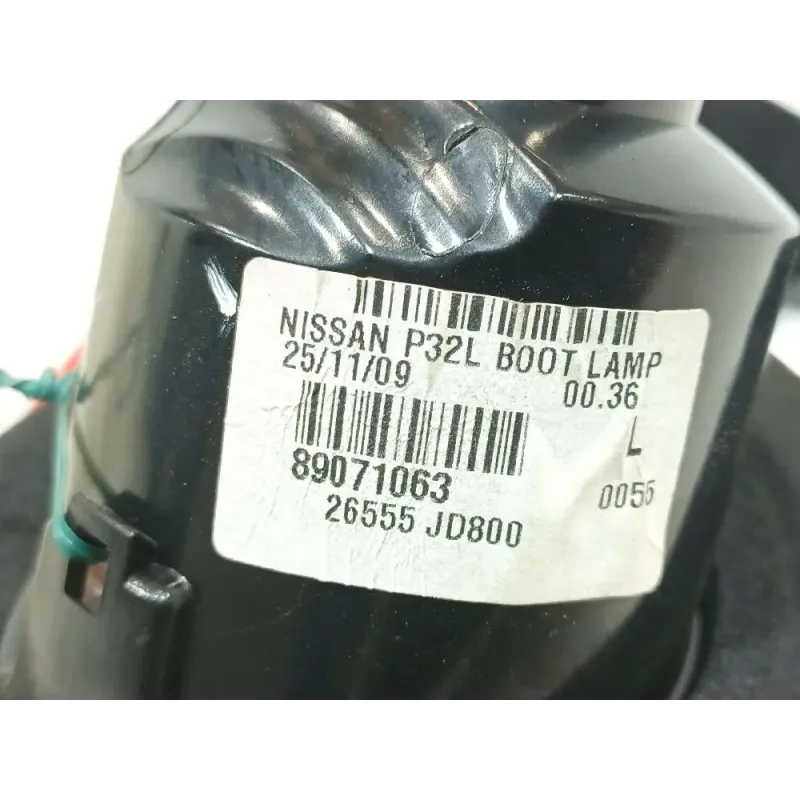 NISSAN P32L BOOT LAMP
25/11/09 00.36
L
89071063 0055
26555 JD800